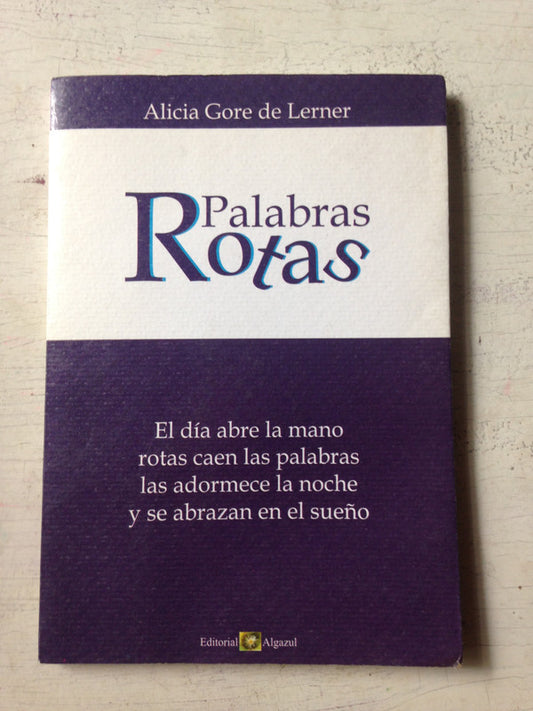 Alicia Gore de Lerner
Palabras
Rotas
El día abre la mano
rotas caen las palabras
las adormece la noche
y se abrazan en el sueño
Editorial Algazul